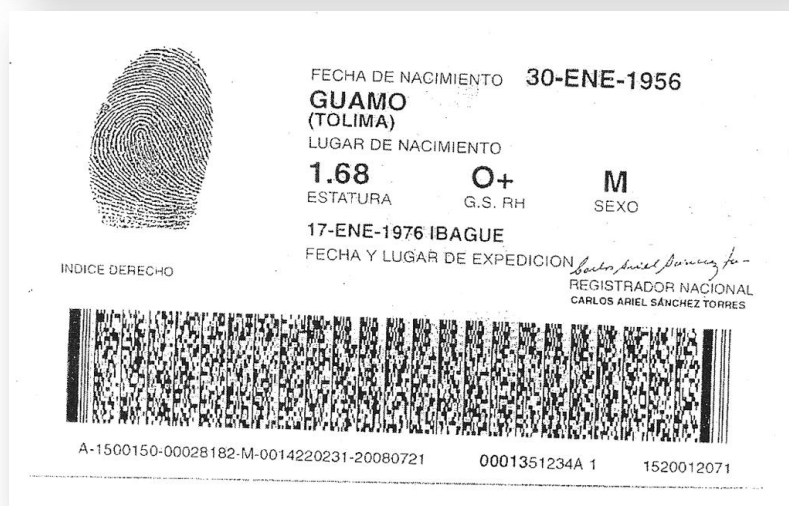 FECHA DE NACIMIENTO 30-ENE-1956
GUAMO
(TOLIMA)
LUGAR DE NACIMIENTO
1.68 O+ M
ESTATURA G.S. RH SEXO
17-ENE-1976 IBAGUE
FECHA Y LUGAR DE EXPEDICION
INDICE DERECHO
REGISTRADOR NACIONAL
CARLOS ARIEL SÁNCHEZ TORRES
A-1500150-00028182-M-0014220231-20080721 0001351234A 1 1520012071